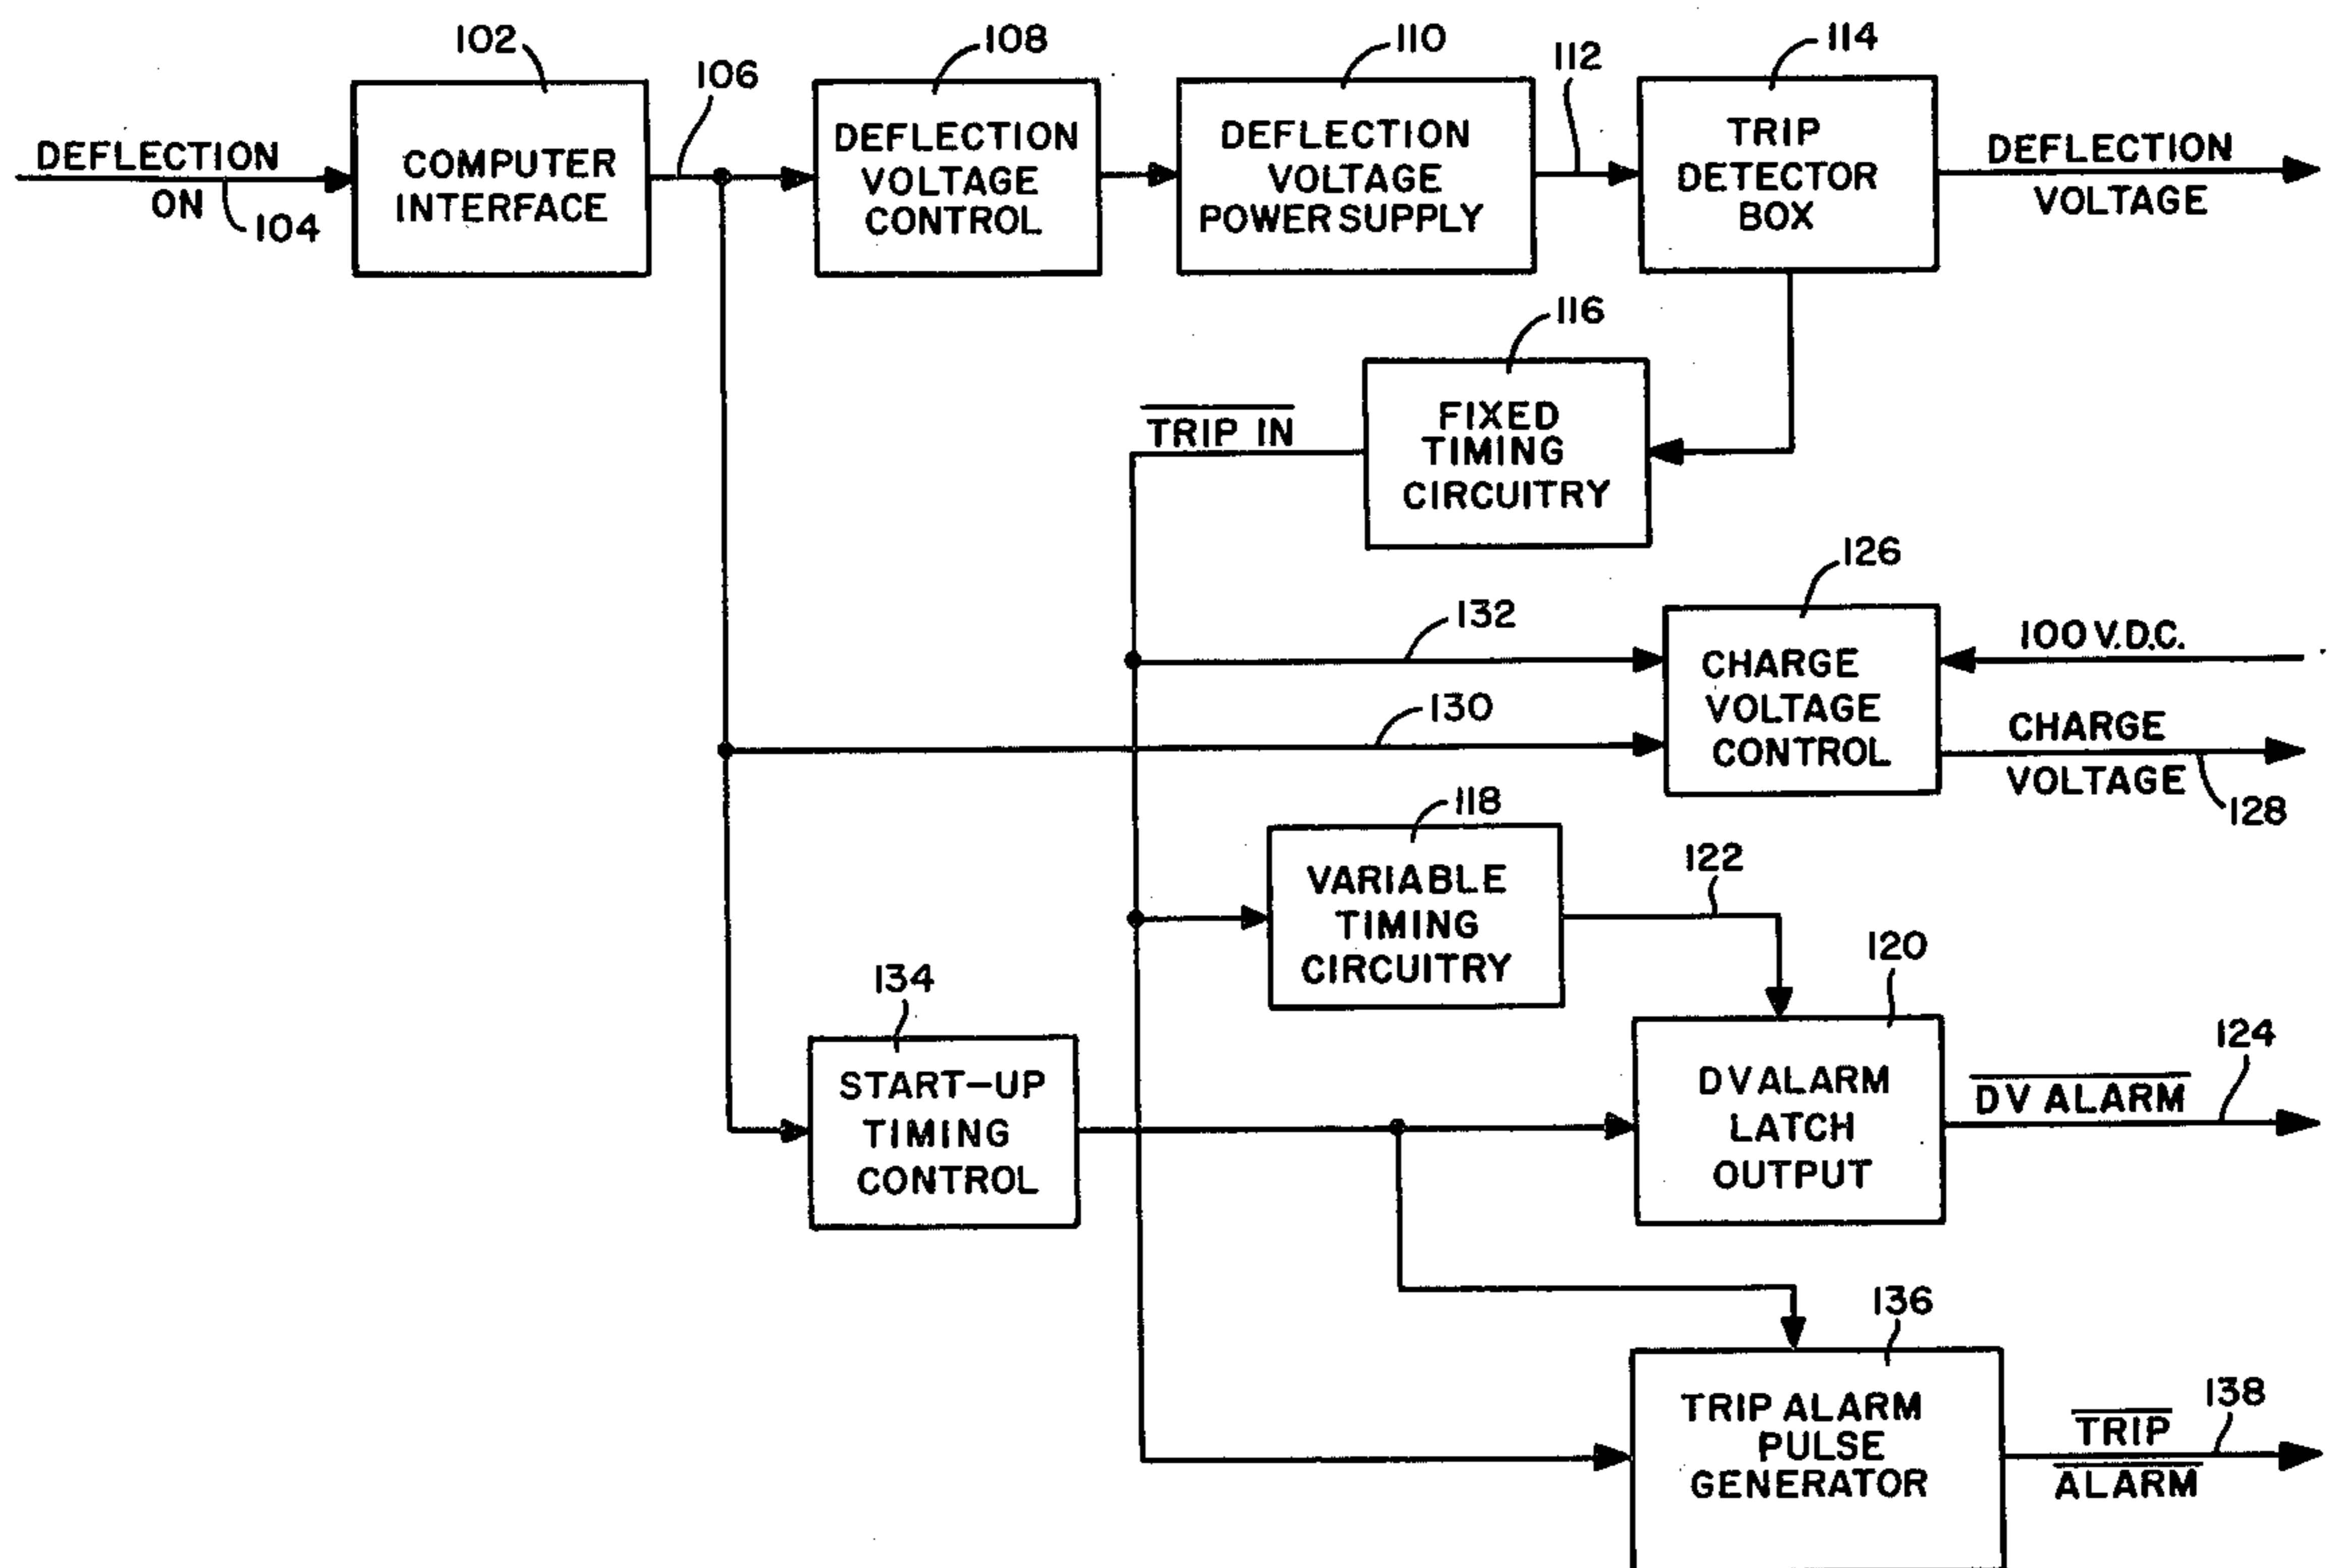 102
106
108
110
112
114
DEFLECTION
ON
104
COMPUTER
INTERFACE
DEFLECTION
VOLTAGE
CONTROL
DEFLECTION
VOLTAGE
POWER SUPPLY
TRIP
DETECTOR
BOX
DEFLECTION
VOLTAGE
116
TRIP IN
FIXED
TIMING
CIRCUITRY
126
132
130
CHARGE
VOLTAGE
CONTROL
100 V.D.C.
CHARGE
VOLTAGE
128
118
VARIABLE
TIMING
CIRCUITRY
122
120
134
START-UP
TIMING
CONTROL
DV ALARM
LATCH
OUTPUT
124
DV ALARM
136
TRIP ALARM
PULSE
GENERATOR
138
TRIP
ALARM